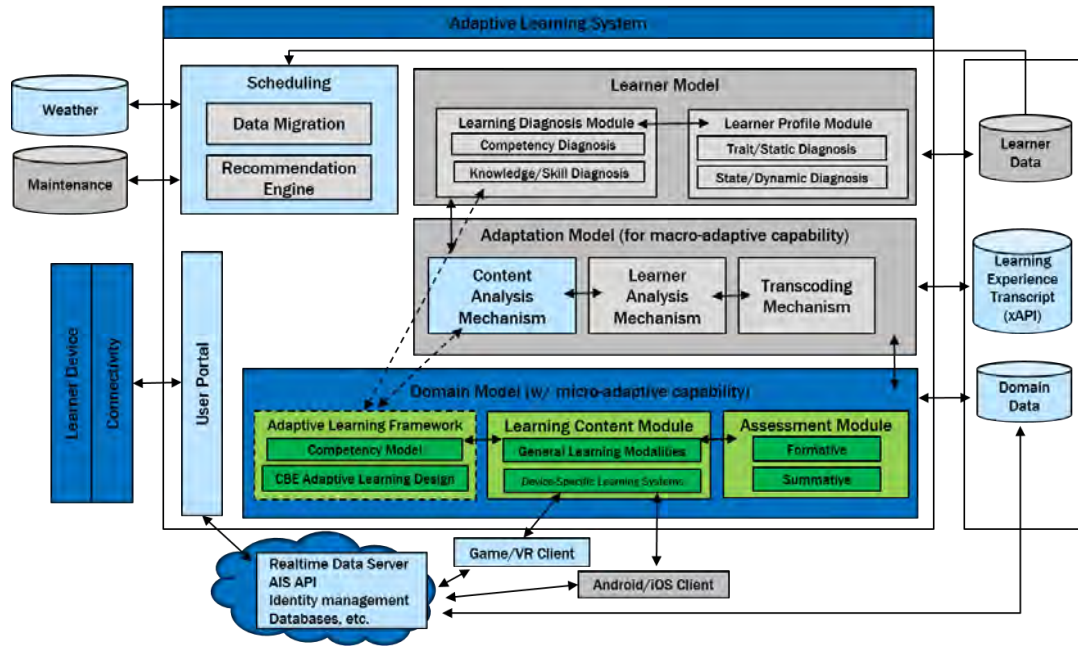 Adaptive Learning System
Scheduling
Data Migration
Recommendation
Engine
Weather
Maintenance
Learner Model
Learning Diagnosis Module
Competency Diagnosis
Knowledge/Skill Diagnosis
Learner Profile Module
Trait/Static Diagnosis
State/Dynamic Diagnosis
Learner
Data
Adaptation Model (for macro-adaptive capability)
Content
Analysis
Mechanism
Learner
Analysis
Mechanism
Transcoding
Mechanism
Learning
Experience
Transcript
(xAPI)
Learner Device
Connectivity
User Portal
Domain Model (w/ micro-adaptive capability)
Adaptive Learning Framework
Competency Model
CBE Adaptive Learning Design
Learning Content Module
General Learning Modalities
Device-Specific Learning Systems
Assessment Module
Formative
Summative
Domain
Data
Realtime Data Server
AIS API
Identity management
Databases, etc.
Game/VR Client
Android/iOS Client